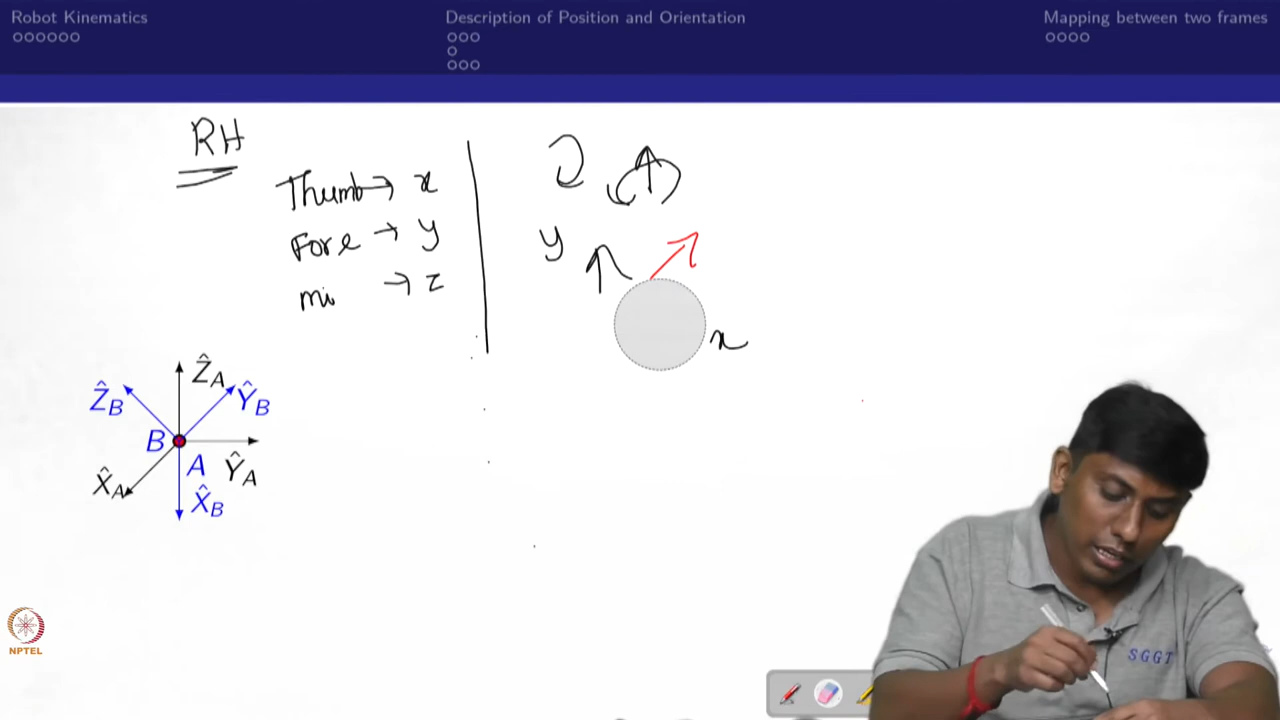 Robot Kinematics
Description of Position and Orientation
Mapping between two frames
RH
Thumb → x
Fore → y
mi → z
y
x
Ẑ_A
Ẑ_B
Ŷ_B
B
A
Ŷ_A
X̂_A
X̂_B
NPTEL
SGGT